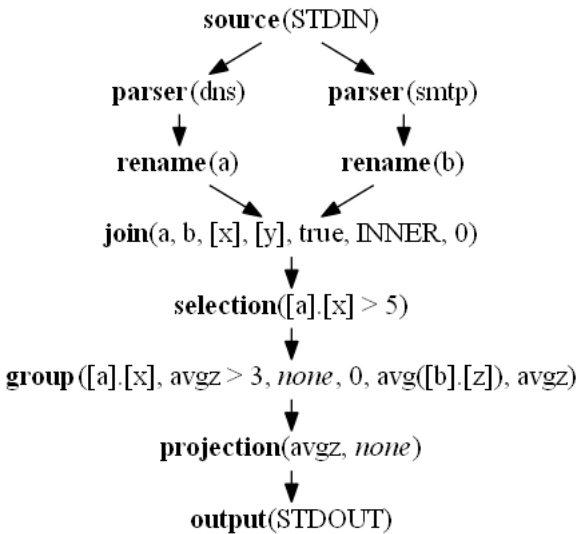 source(STDIN)
parser(dns) parser(smtp)
rename(a) rename(b)
join(a, b, [x], [y], true, INNER, 0)
selection([a].[x] > 5)
group([a].[x], avgz > 3, none, 0, avg([b].[z]), avgz)
projection(avgz, none)
output(STDOUT)